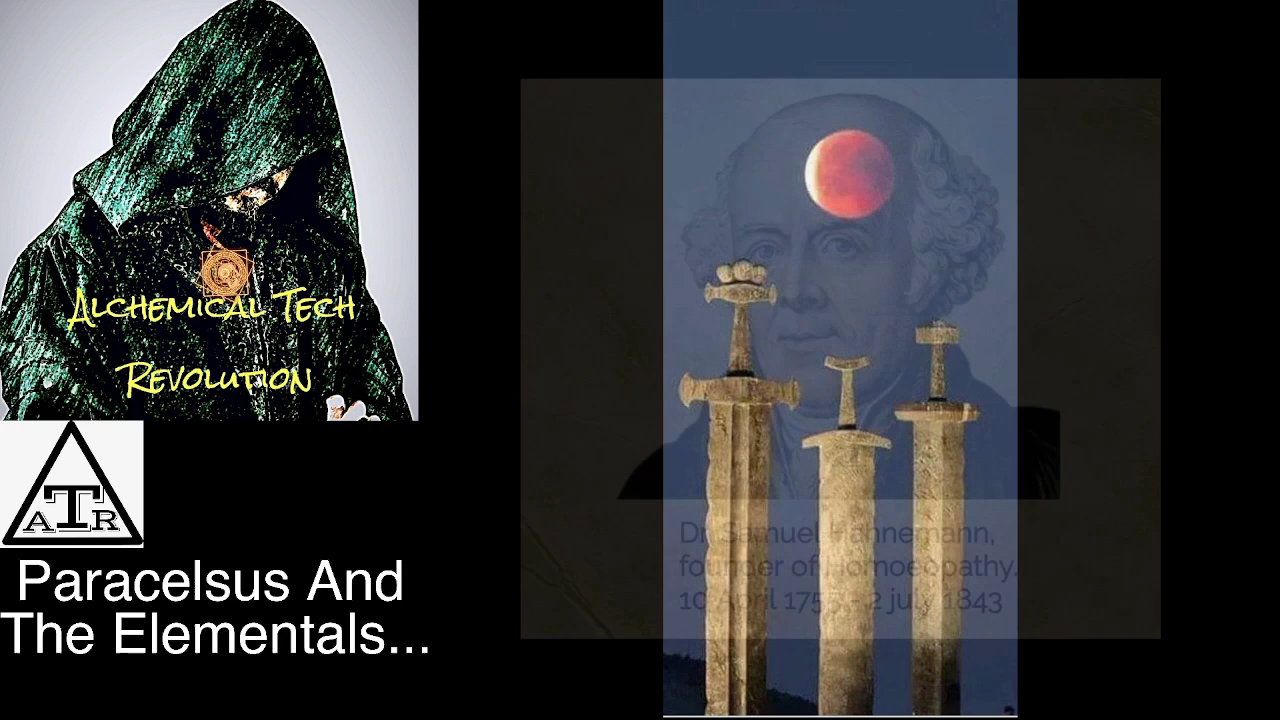 Alchemical Tech
Revolution
ATR
Paracelsus And
The Elementals...
Dr. Samuel Hahnemann,
founder of Homoeopathy.
10 April 1755 - 2 july 1843